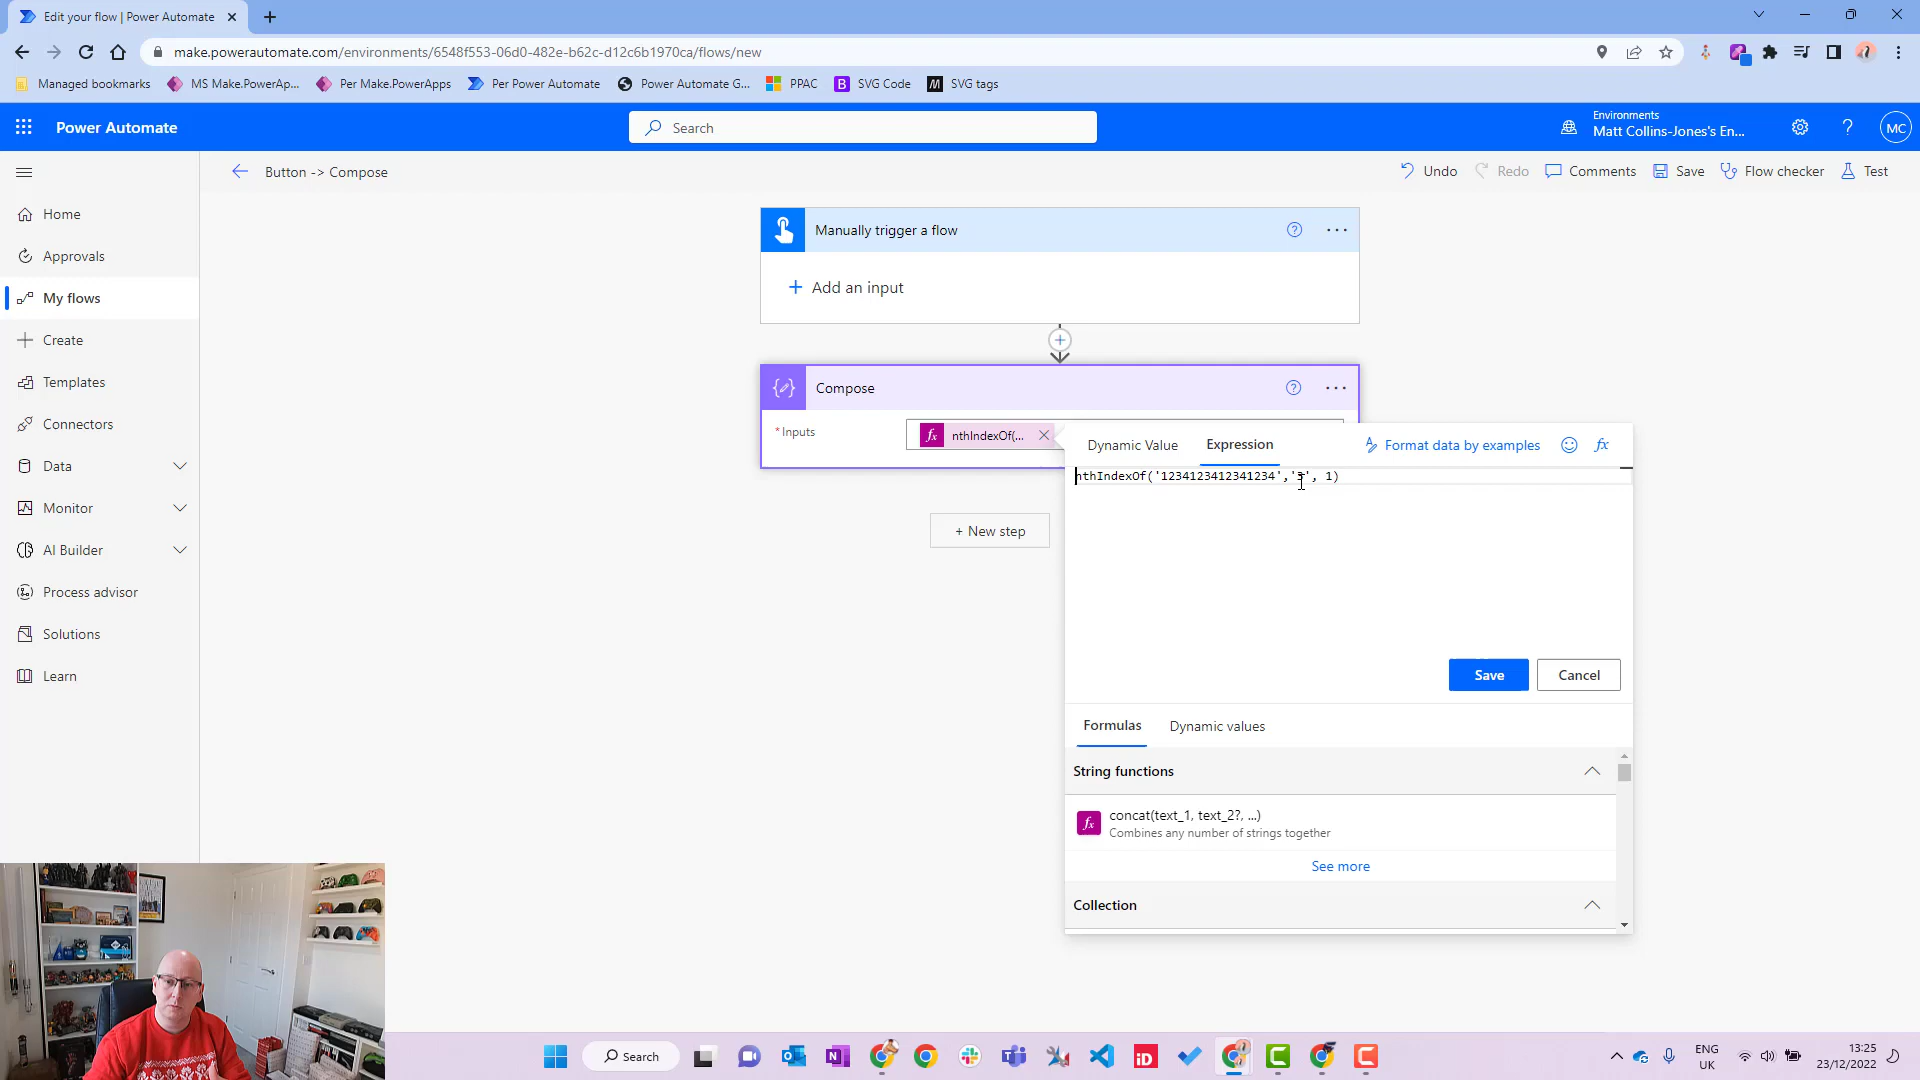 Edit your flow | Power Automate
make.powerautomate.com/environments/6548f553-06d0-482e-b62c-d12c6b1970ca/flows/new
Managed bookmarks
MS Make.PowerAp...
Per Make.PowerApps
Per Power Automate
Power Automate G...
PPAC
B
SVG Code
M
SVG tags
Power Automate
Search
Environments
Matt Collins-Jones's En...
?
MC
Button -> Compose
Undo
Redo
Comments
Save
Flow checker
Test
Home
Approvals
My flows
Create
Templates
Connectors
Data
Monitor
AI Builder
Process advisor
Solutions
Learn
Manually trigger a flow
?
Add an input
Compose
?
* Inputs
fx
nthIndexOf(...
Dynamic Value
Expression
Format data by examples
fx
nthIndexOf('1234123412341234','3', 1)
+ New step
Save
Cancel
Formulas
Dynamic values
String functions
fx
concat(text_1, text_2?, ...)
Combines any number of strings together
See more
Collection
Search
N
iD
C
C
ENG
UK
13:25
23/12/2022